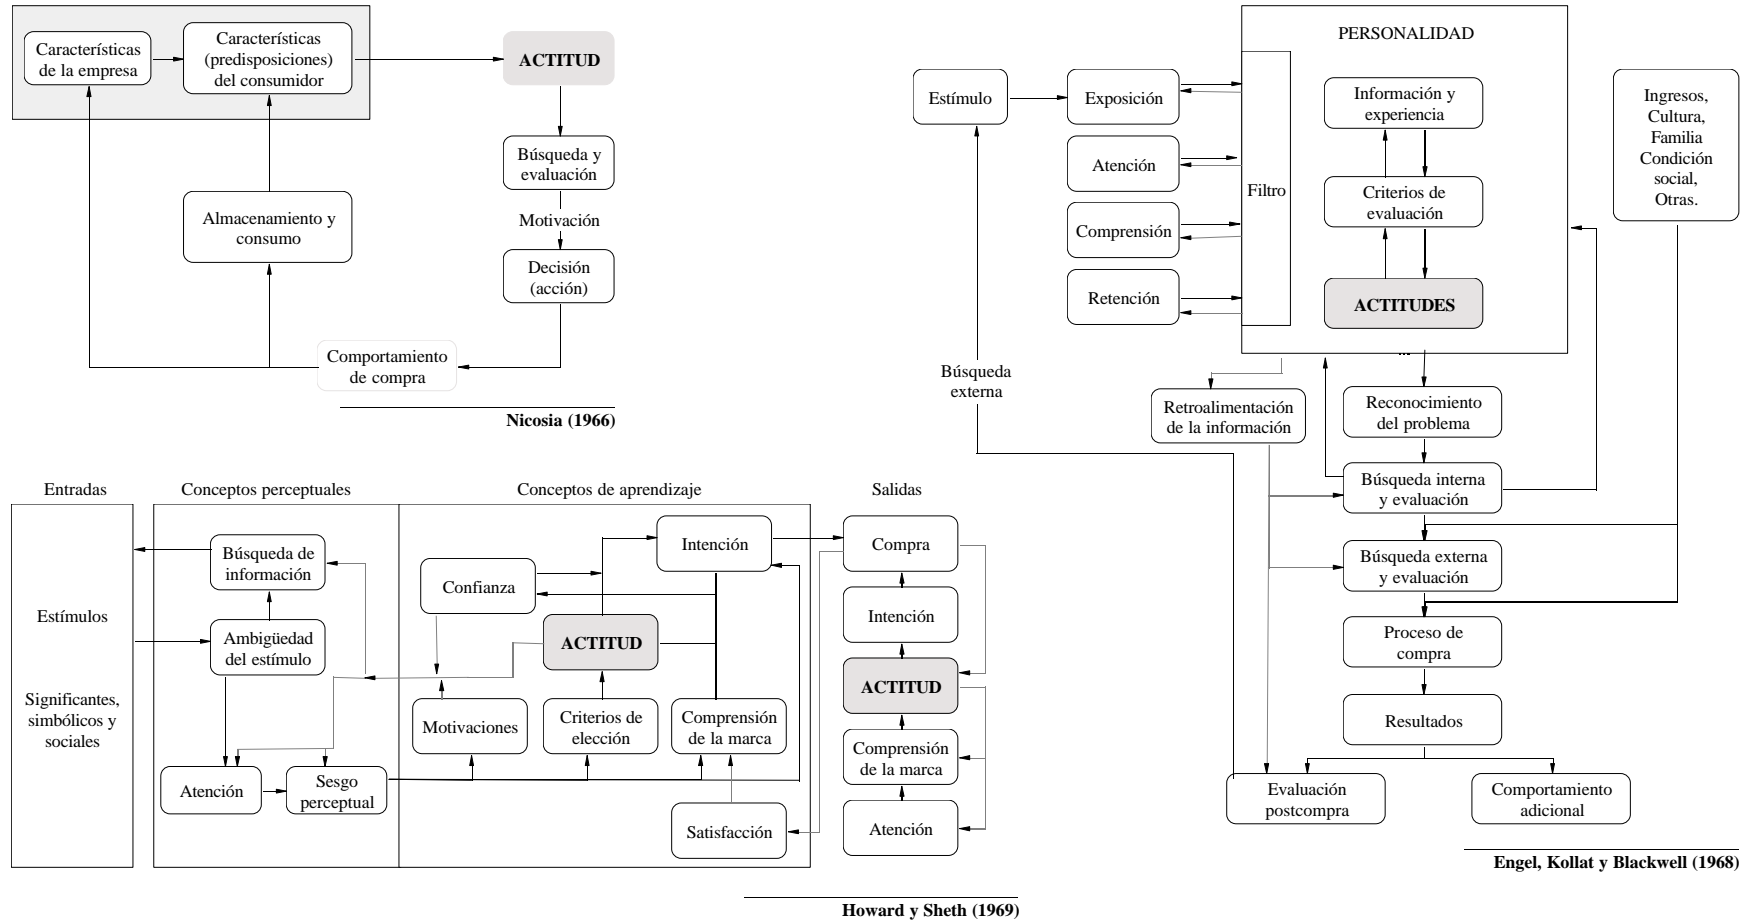 Características
de la empresa
Características
(predisposiciones)
del consumidor
ACTITUD
Búsqueda y
evaluación
Motivación
Decisión
(acción)
Almacenamiento y
consumo
Comportamiento
de compra
Nicosia (1966)
PERSONALIDAD
Estímulo
Exposición
Atención
Comprensión
Retención
Filtro
Información y
experiencia
Criterios de
evaluación
ACTITUDES
Ingresos,
Cultura,
Familia
Condición
social,
Otras.
Búsqueda
externa
Retroalimentación
de la información
Reconocimiento
del problema
Búsqueda interna
y evaluación
Búsqueda externa
y evaluación
Proceso de
compra
Resultados
Evaluación
postcompra
Comportamiento
adicional
Engel, Kollat y Blackwell (1968)
Entradas
Conceptos perceptuales
Conceptos de aprendizaje
Salidas
Estímulos
Significantes,
simbólicos y
sociales
Búsqueda de
información
Ambigüedad
del estímulo
Atención
Sesgo
perceptual
Confianza
Intención
ACTITUD
Motivaciones
Criterios de
elección
Comprensión
de la marca
Satisfacción
Compra
Intención
ACTITUD
Comprensión
de la marca
Atención
Howard y Sheth (1969)